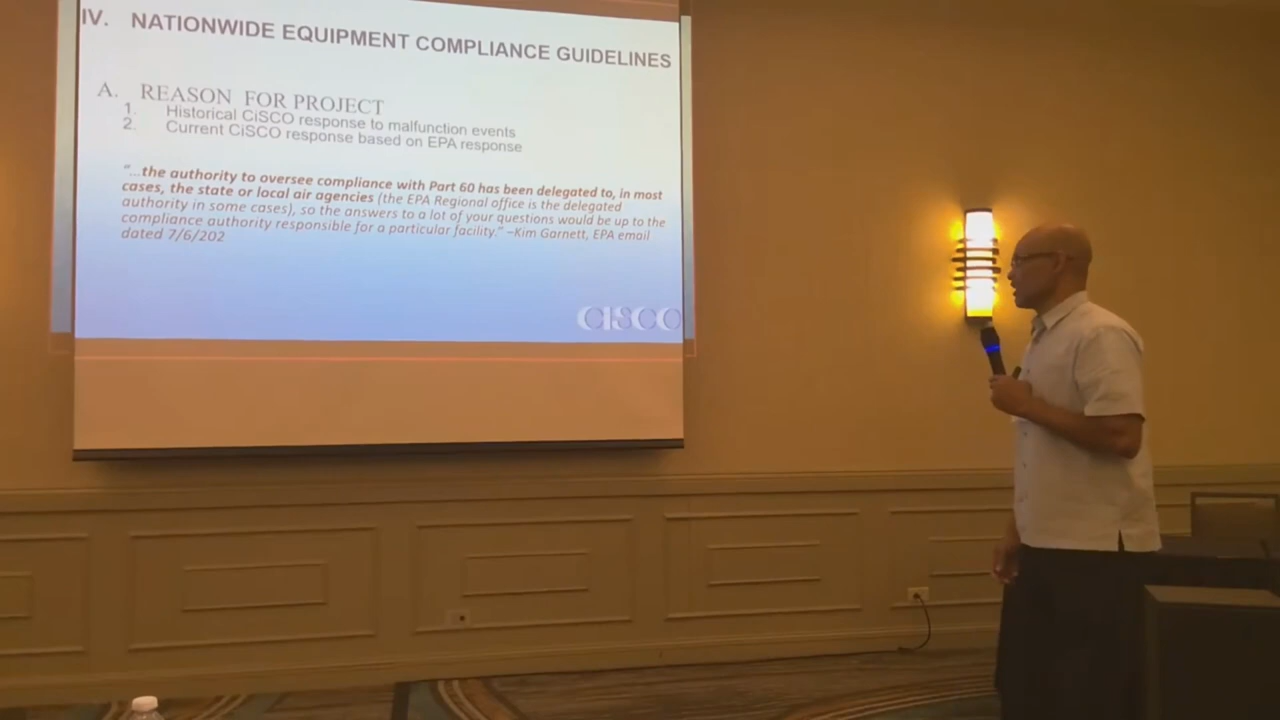 IV. NATIONWIDE EQUIPMENT COMPLIANCE GUIDELINES
A. REASON FOR PROJECT
1. Historical CiSCO response to malfunction events
2. Current CiSCO response based on EPA response
"…the authority to oversee compliance with Part 60 has been delegated to, in most
cases, the state or local air agencies (the EPA Regional office is the delegated
authority in some cases), so the answers to a lot of your questions would be up to the
compliance authority responsible for a particular facility." –Kim Garnett, EPA email
dated 7/6/202
CISCO